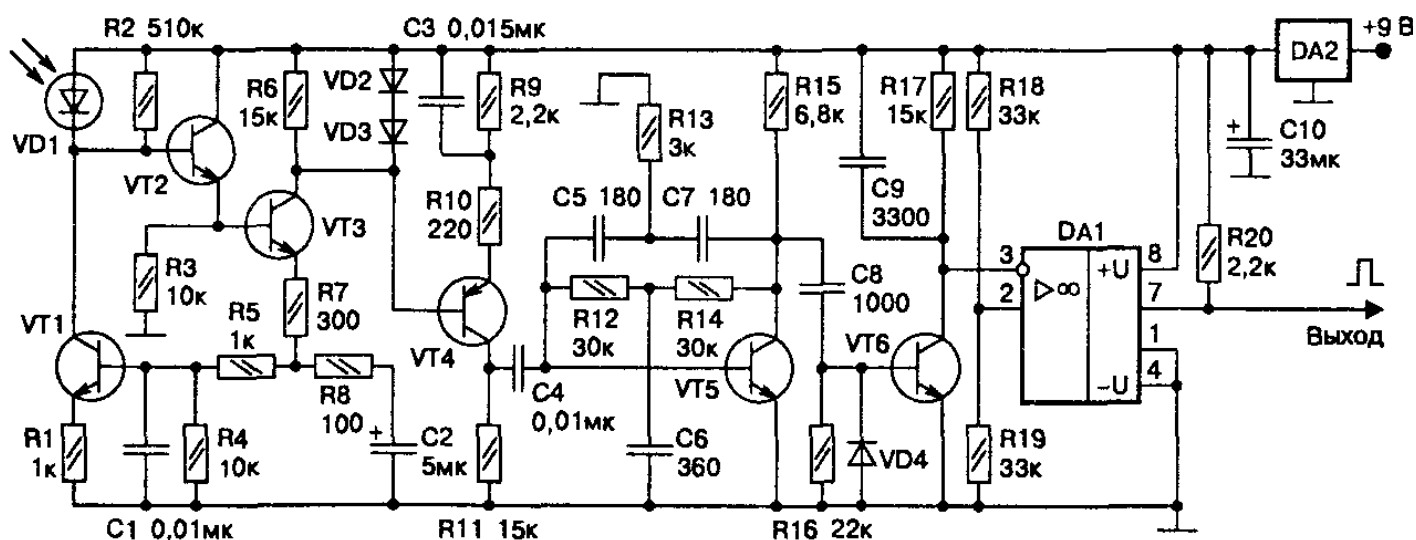 R2 510к
C3 0,015мк
+9 В
VD1
R6
15к
VD2
VD3
R9
2,2к
R13
3к
R15
6,8к
R17
15к
R18
33к
DA2
+
C10
33мк
VT2
VT3
R10
220
C5 180
C7 180
C9
3300
DA1
R3
10к
R7
300
R12
30к
R14
30к
C8
1000
3
2
▷∞
+U
-U
8
7
1
4
R20
2,2к
Выход
VT1
R5
1к
R8
100
+
C2
5мк
VT4
C4
0,01мк
VT5
VT6
R1
1к
R4
10к
C6
360
VD4
R19
33к
C1 0,01мк
R11 15к
R16 22к